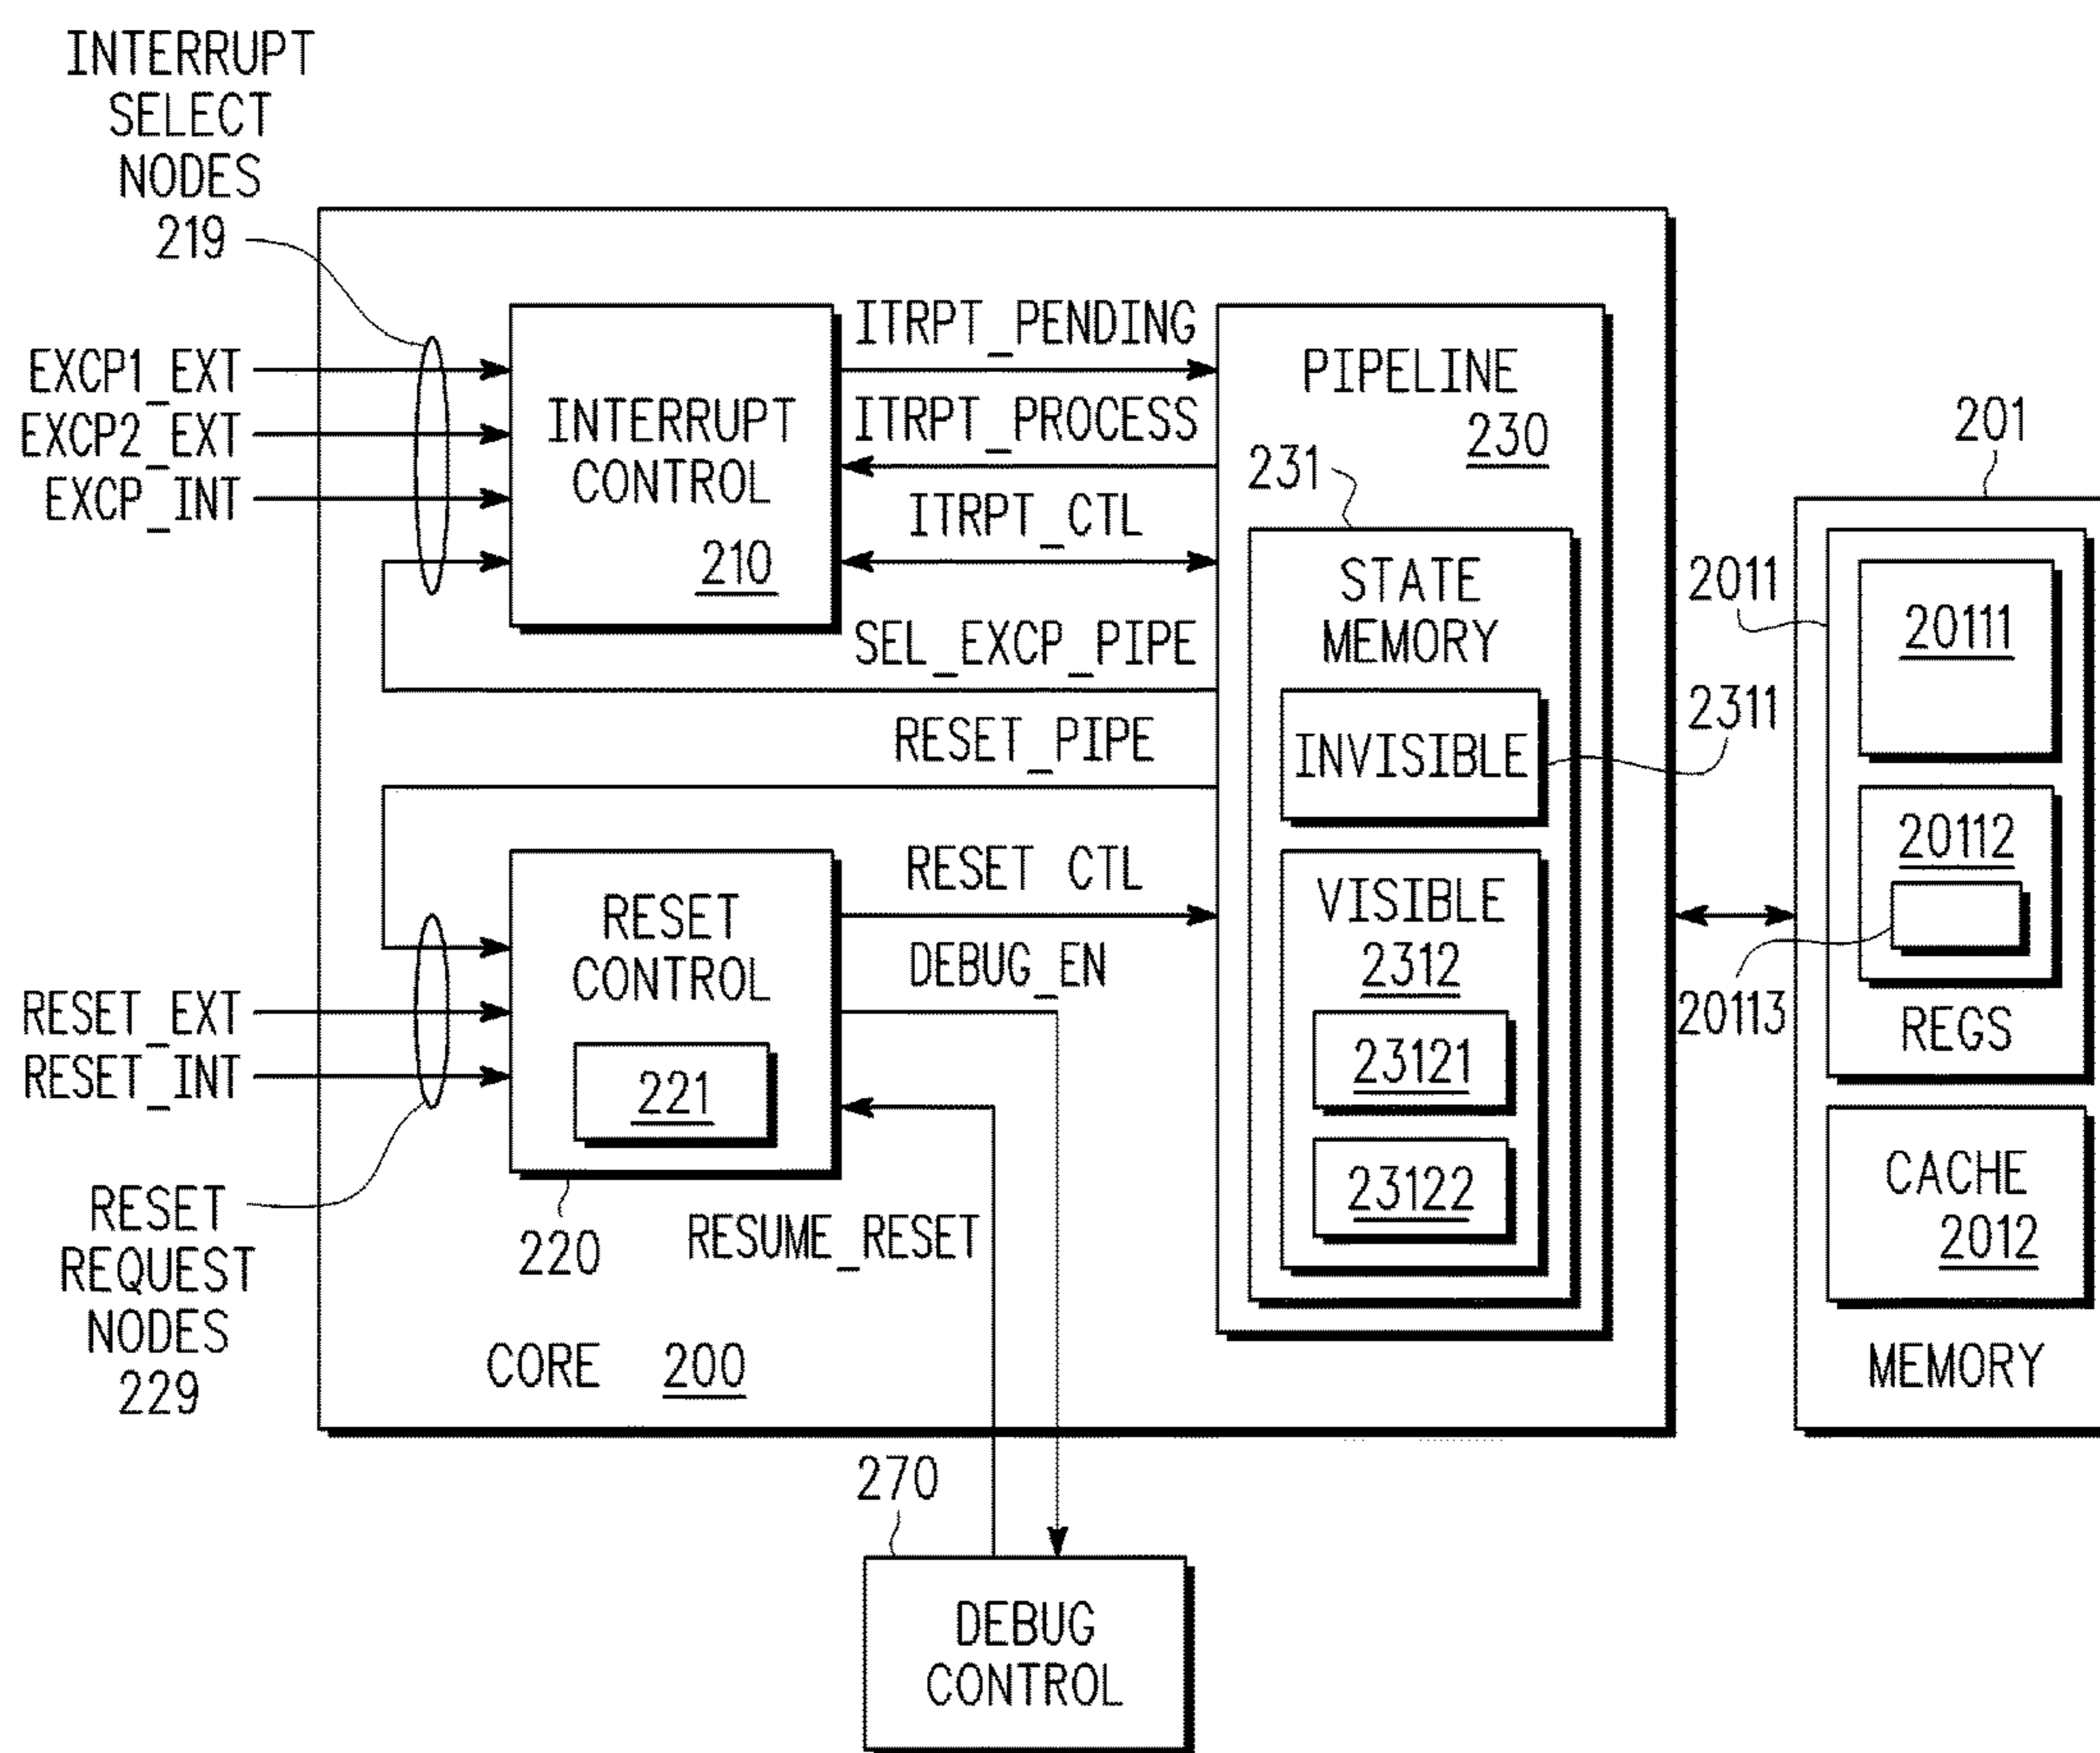 INTERRUPT
SELECT
NODES
219
EXCP1_EXT
EXCP2_EXT
EXCP_INT
INTERRUPT
CONTROL
210
ITRPT_PENDING
ITRPT_PROCESS
ITRPT_CTL
SEL_EXCP_PIPE
RESET_PIPE
RESET CTL
DEBUG_EN
RESET
CONTROL
221
220
RESUME_RESET
RESET_EXT
RESET_INT
RESET
REQUEST
NODES
229
CORE 200
PIPELINE
230
231
STATE
MEMORY
INVISIBLE
2311
VISIBLE
2312
23121
23122
201
2011
20111
20112
20113
REGS
CACHE
2012
MEMORY
270
DEBUG
CONTROL